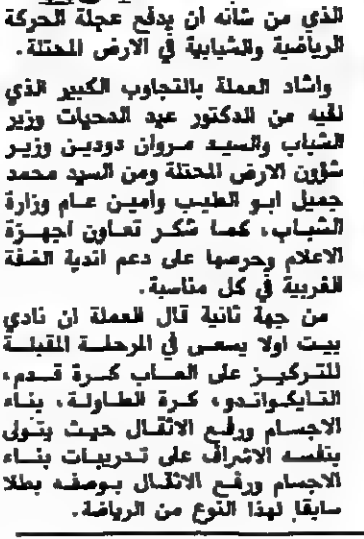 الذي من شأنه ان يدفع عجلة الحركة
الرياضية والشبابية في الارض المحتلة.
واشاد العملة بالتجاوب الكبير الذي
لقيه من الدكتور عيد الدحيات وزير
الشباب والسيد مروان دودين وزير
شؤون الارض المحتلة ومن السيد محمد
جميل ابو الطيب وامين عام وزارة
الشباب، كما شكر تعاون اجهزة
الاعلام وحرصها على دعم اندية الضفة
الغربية في كل مناسبة.
من جهة ثانية قال العملة ان نادي
بيت اولا يسعى في المرحلة المقبلة
للتركيز على العاب كرة قدم،
التايكواندو، كرة الطاولة، بناء
الاجسام ورفع الاثقال حيث يتولى
بنفسه الاشراف على تدريبات بناء
الاجسام ورفع الاثقال بوصفه بطلا
سابقا لهذا النوع من الرياضة.